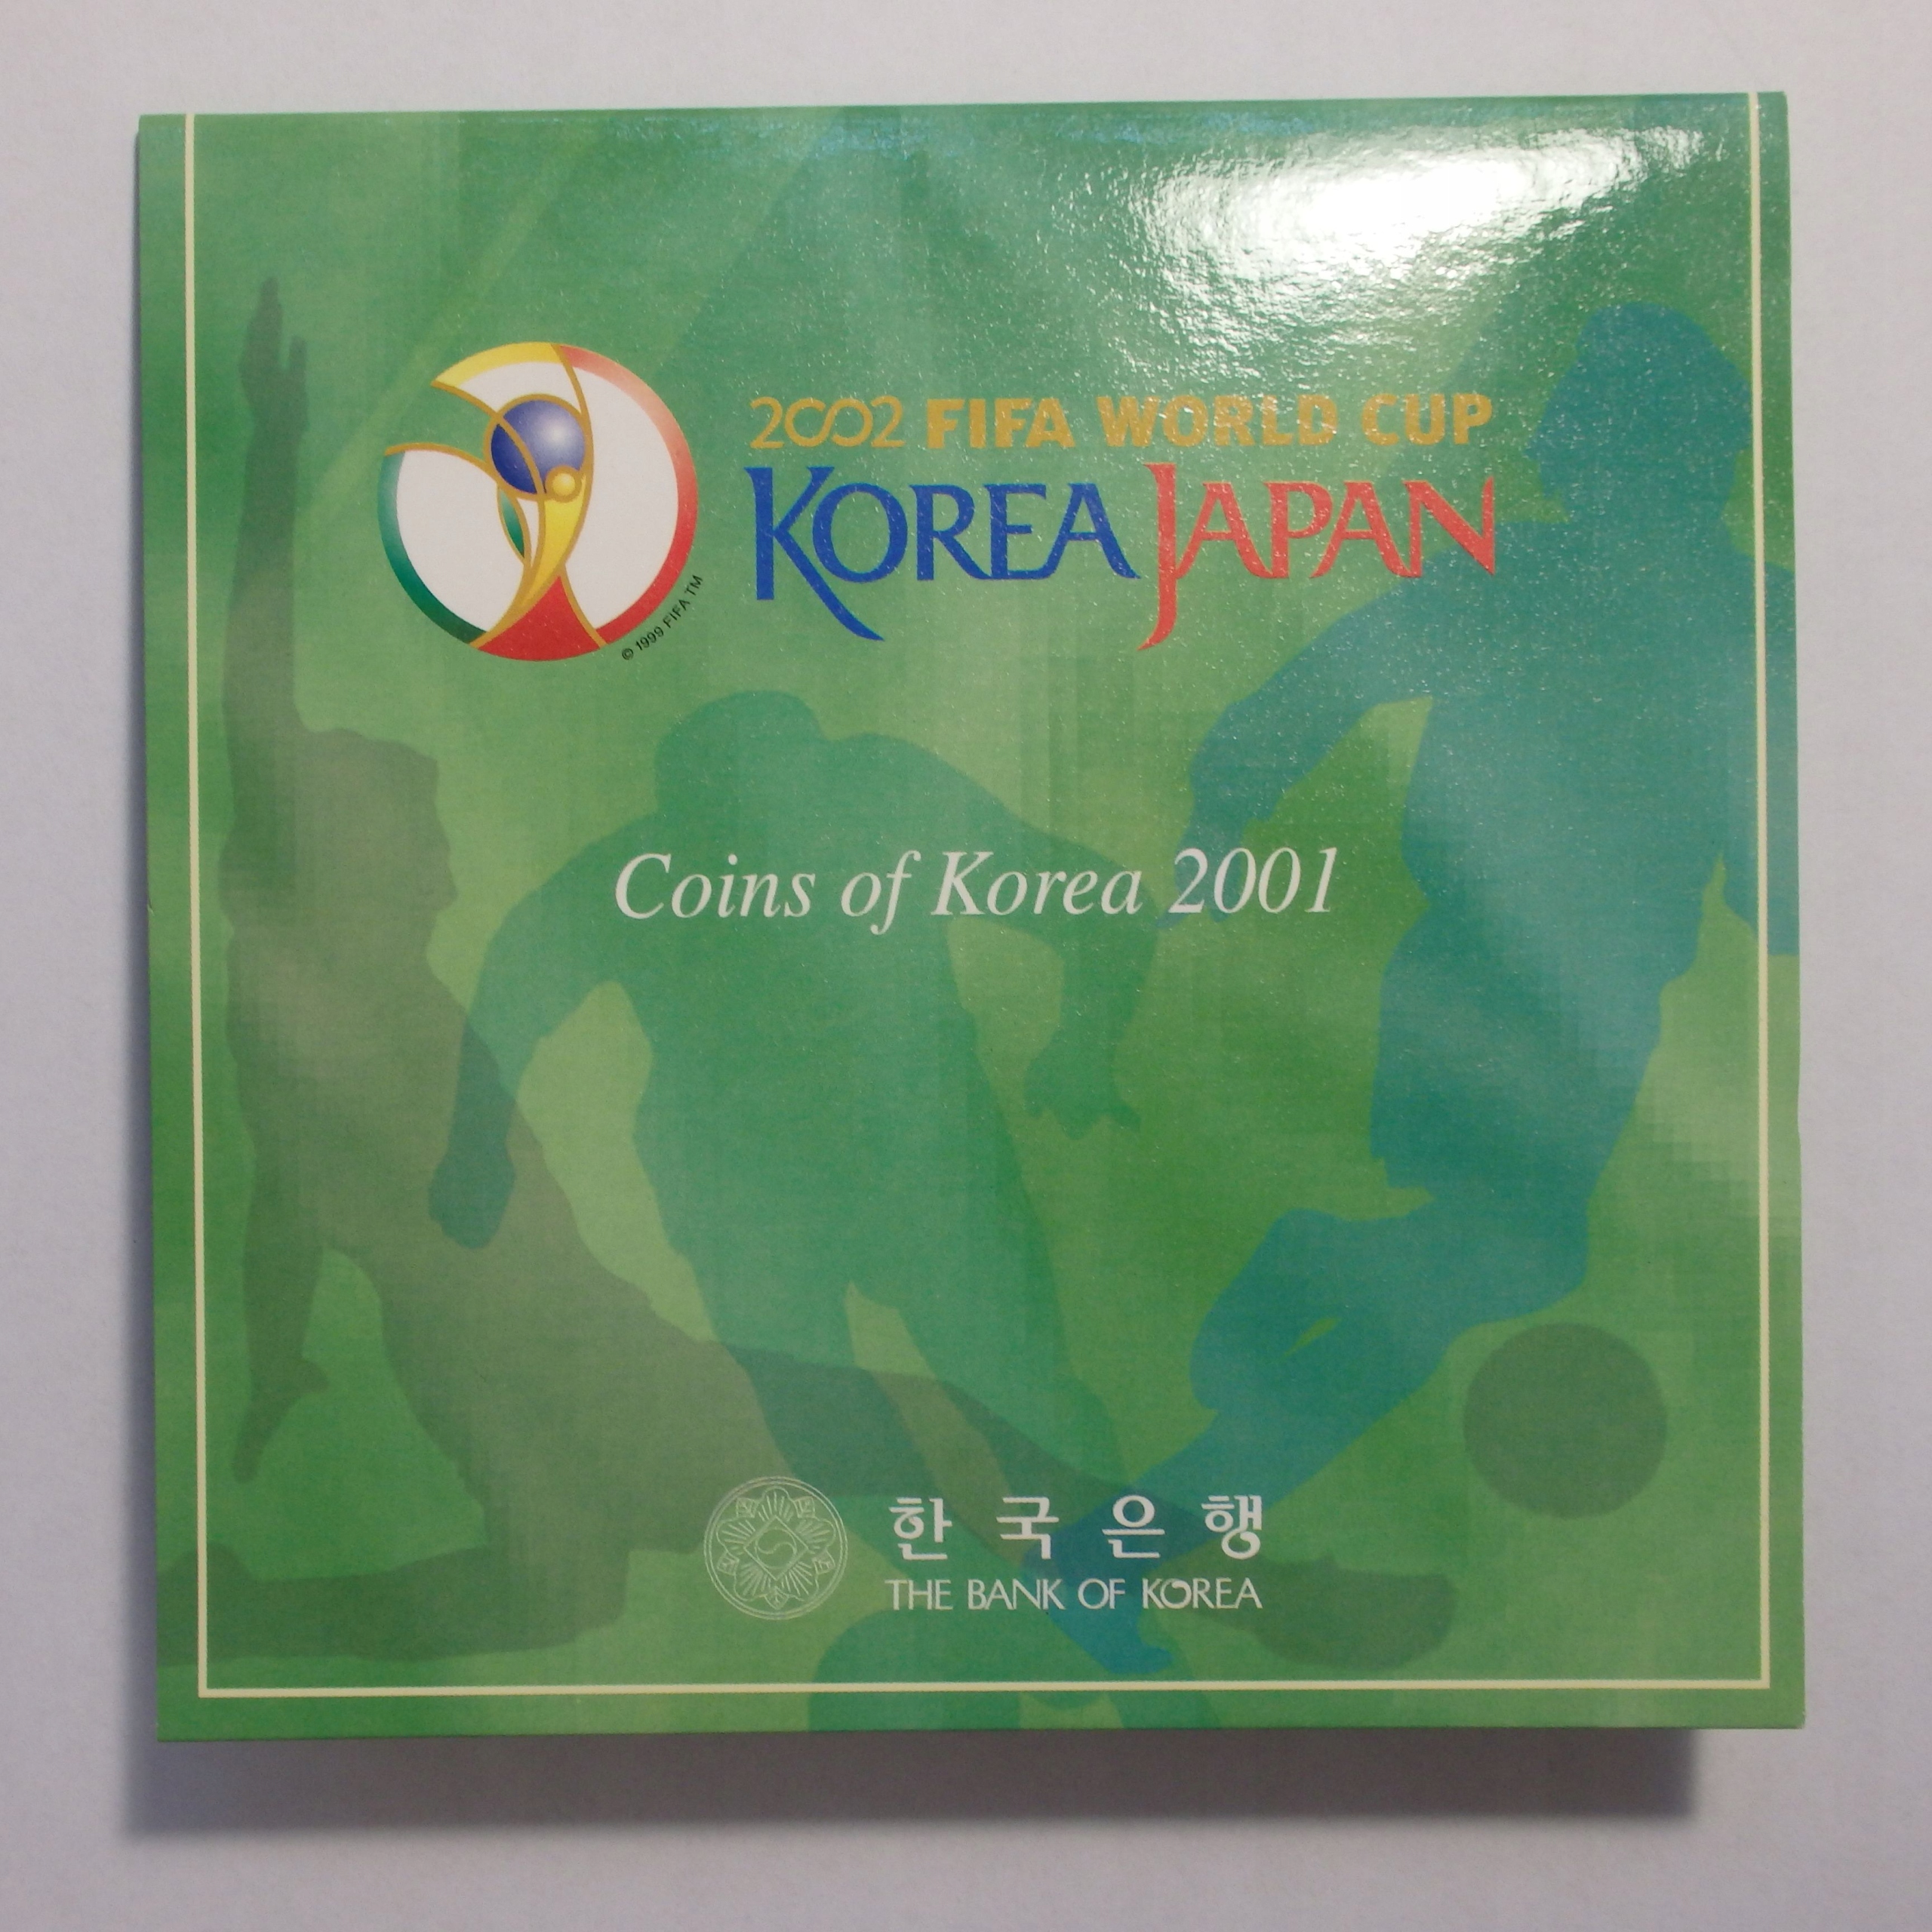 2002 FIFA WORLD CUP
KOREA JAPAN
© 1999 FIFA TM
Coins of Korea 2001
한국은행
THE BANK OF KOREA